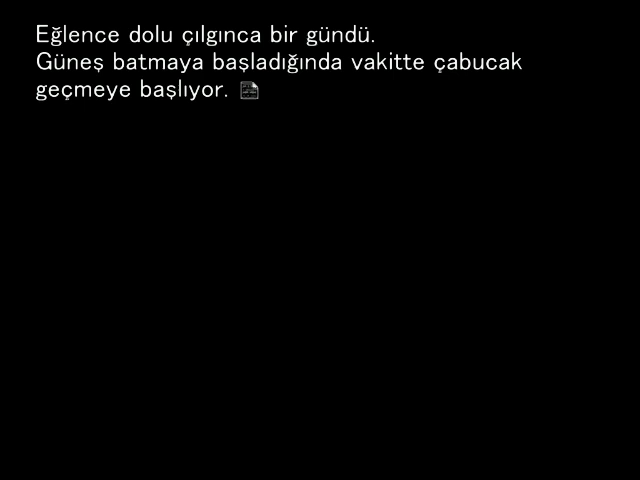 Eğlence dolu çılgınca bir gündü.
Güneş batmaya başladığında vakitte çabucak
geçmeye başlıyor.